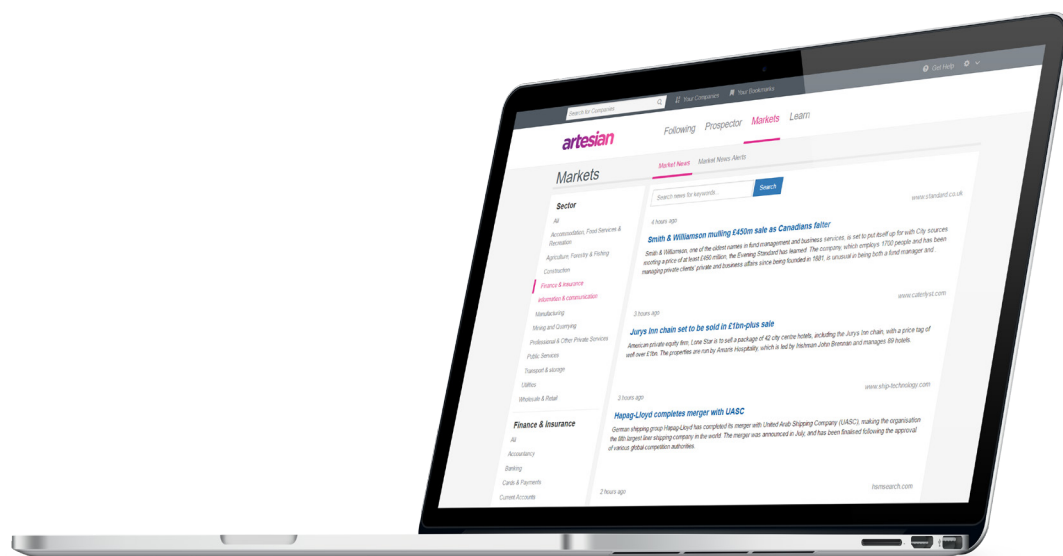 Search for Companies
Your Companies
Your Bookmarks
Get Help
artesian
Following Prospector Markets Learn
Markets
Market News Market News Alerts
Search news for keywords...
Search
Sector
All
Accommodation, Food Services &
Recreation
Agriculture, Forestry & Fishing
Construction
Finance & Insurance
Information & communication
Manufacturing
Mining and Quarrying
Professional & Other Private Services
Public Services
Transport & storage
Utilities
Wholesale & Retail
Finance & Insurance
All
Accountancy
Banking
Cards & Payments
Current Accounts
4 hours ago
www.standard.co.uk
Smith & Williamson mulling £450m sale as Canadians falter
Smith & Williamson, one of the oldest names in fund management and business services, is set to put itself up for with City sources
mooting a price of at least £450 million, the Evening Standard has learned. The company, which employs 1700 people and has been
managing private clients' private and business affairs since being founded in 1881, is unusual in being both a fund manager and...
3 hours ago
www.caterlyst.com
Jurys Inn chain set to be sold in £1bn-plus sale
American private equity firm, Lone Star is to sell a package of 42 city centre hotels, including the Jurys Inn chain, with a price tag of
well over £1bn. The properties are run by Amaris Hospitality, which is led by Irishman John Brennan and manages 89 hotels.
3 hours ago
www.ship-technology.com
Hapag-Lloyd completes merger with UASC
German shipping group Hapag-Lloyd has completed its merger with United Arab Shipping Company (UASC), making the organisation
the fifth largest liner shipping company in the world. The merger was announced in July, and has been finalised following the approval
of various global competition authorities.
2 hours ago
hsmsearch.com